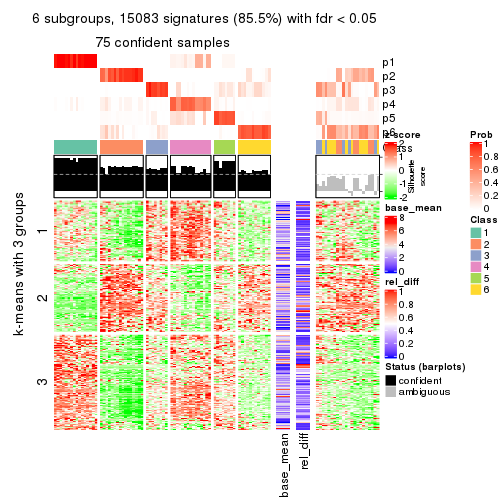 6 subgroups, 15083 signatures (85.5%) with fdr < 0.05
75 confident samples
p1
p2
p3
p4
p5
p6
Class
Silhouette
score
k-means with 3 groups
1
2
3
base_mean
rel_diff
z-score
2
1
0
-1
-2
base_mean
8
6
4
2
0
rel_diff
1
0.8
0.6
0.4
0.2
0
Status (barplots)
confident
ambiguous
Prob
1
0.8
0.6
0.4
0.2
0
Class
1
2
3
4
5
6